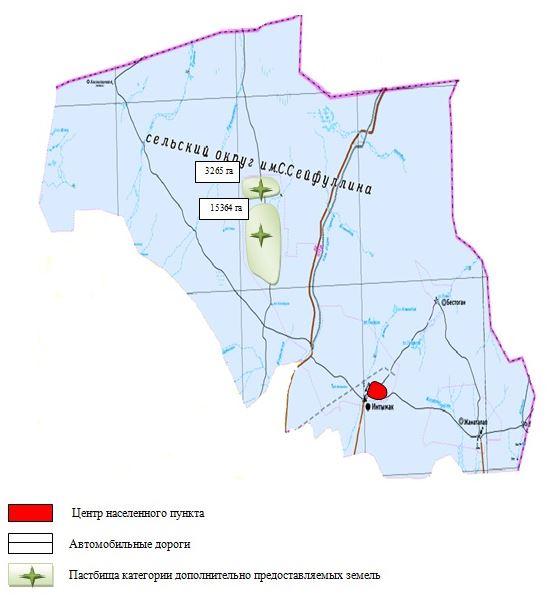 сельский округ им.С.Сейфуллина
3265 га
15364 га
Бестоган
Интымак
Жанаталап
Центр населенного пункта
Автомобильные дороги
Пастбища категории дополнительно предоставляемых земель